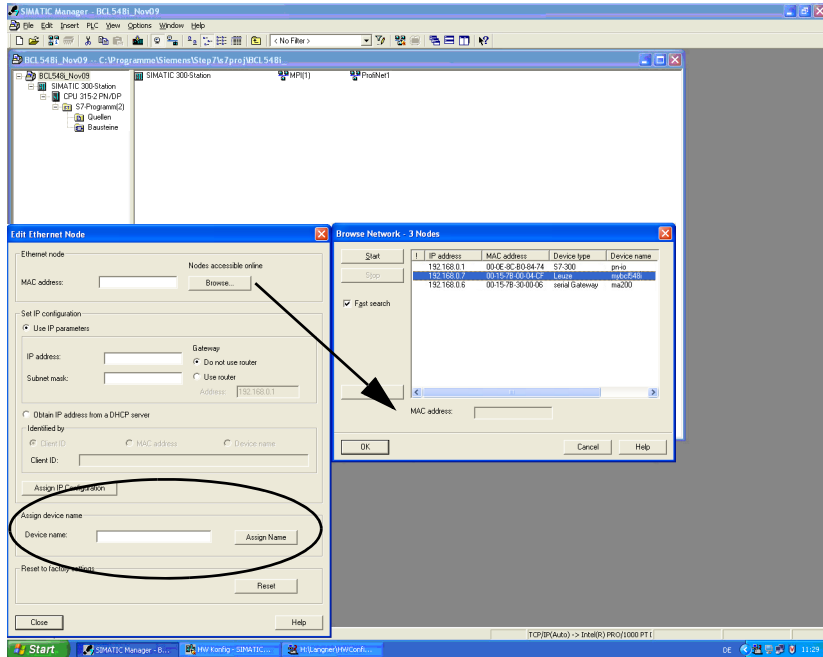 SIMATIC Manager - BCL548i_Nov09
File Edit Insert PLC View Options Window Help
< No Filter >
BCL548i_Nov09 -- C:\Programme\Siemens\Step7\s7proj\BCL548i_
BCL548i_Nov09
SIMATIC 300-Station
CPU 315-2 PN/DP
S7-Programm(2)
Quellen
Bausteine
SIMATIC 300-Station MPI(1) ProfiNet1
Edit Ethernet Node
Ethernet node
Nodes accessible online
MAC address: Browse...
Set IP configuration
Use IP parameters
Gateway
IP address: Do not use router
Subnet mask: Use router
Address: 192.168.0.1
Obtain IP address from a DHCP server
Identified by
Client ID MAC address Device name
Client ID:
Assign IP Configuration
Assign device name
Device name: Assign Name
Reset to factory settings
Reset
Close Help
Browse Network - 3 Nodes
Start
Stop
Fast search
! IP address MAC address Device type Device name
192.168.0.1 00-0E-8C-B0-84-74 S7-300 pn-io
192.168.0.7 00-15-7B-00-04-CF Leuze mybcl548i
192.168.0.6 00-15-7B-30-00-06 serial Gateway ma200
MAC address:
OK Cancel Help
TCP/IP(Auto) -> Intel(R) PRO/1000 PT
Start SIMATIC Manager - B... HW Konfig - SIMATIC... H:\Langner\HWConfi...
DE 11:29